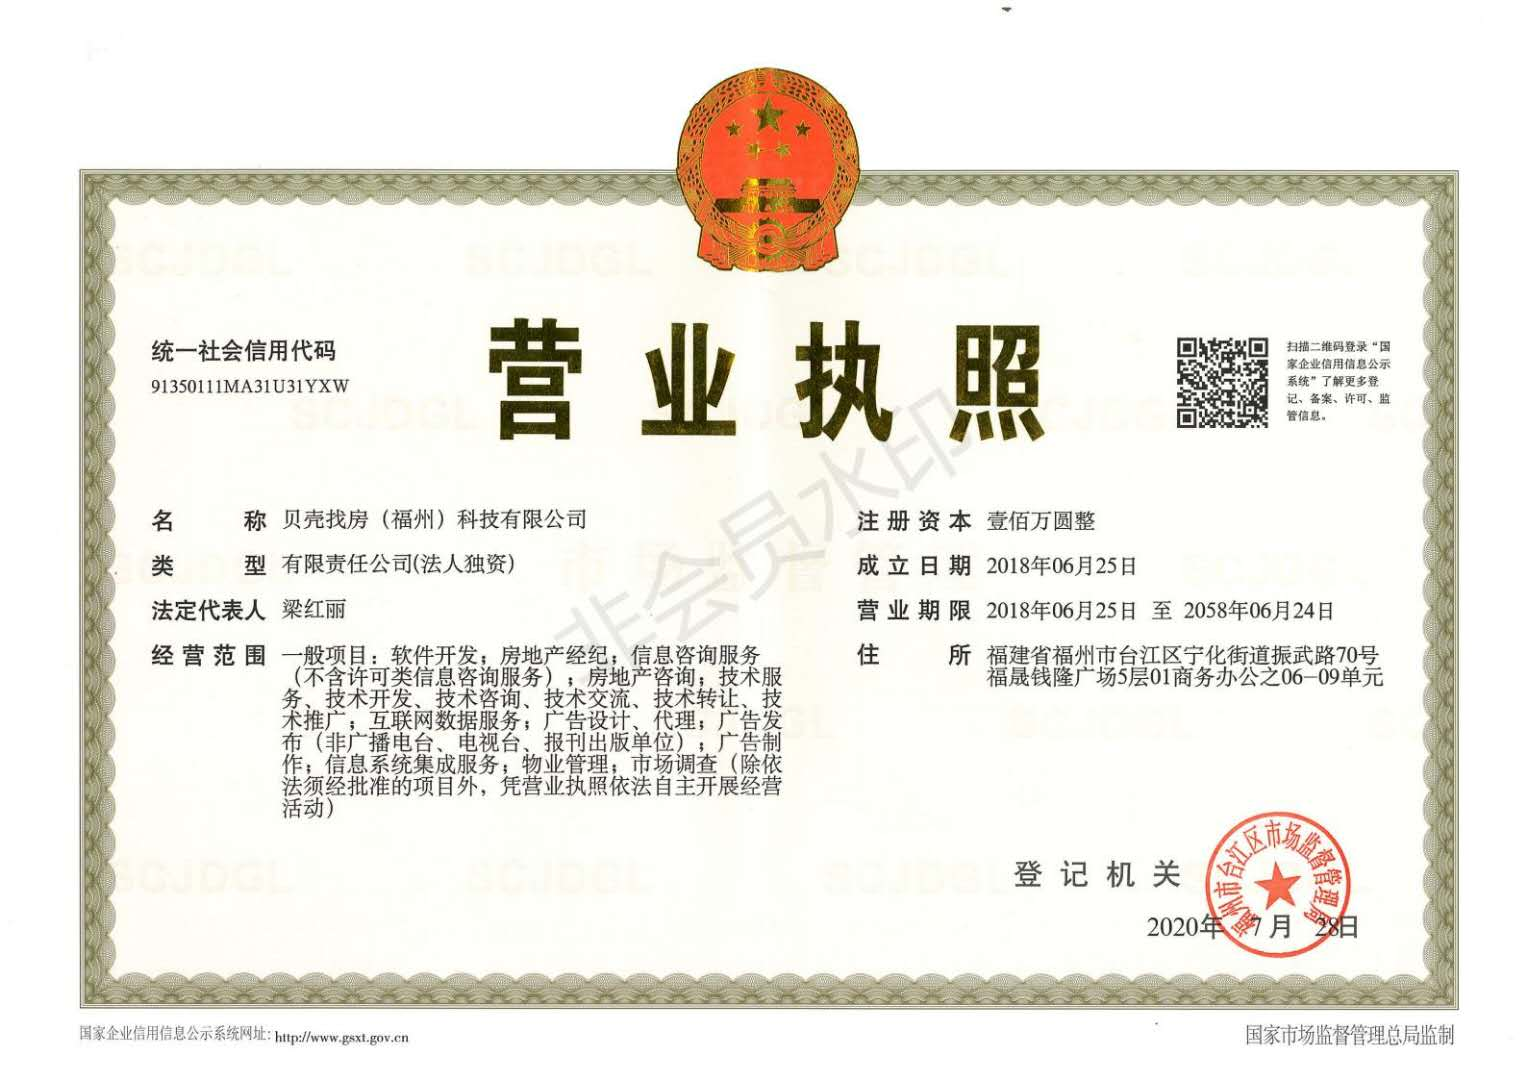 营业执照
统一社会信用代码
91350111MA31U31YXW
扫描二维码登录“国
家企业信用信息公示
系统”了解更多登
记、备案、许可、监
管信息。
名称 贝壳找房（福州）科技有限公司
类型 有限责任公司(法人独资)
法定代表人 梁红丽
经营范围 一般项目：软件开发；房地产经纪；信息咨询服务
（不含许可类信息咨询服务）；房地产咨询；技术服
务、技术开发、技术咨询、技术交流、技术转让、技
术推广；互联网数据服务；广告设计、代理；广告发
布（非广播电台、电视台、报刊出版单位）；广告制
作；信息系统集成服务；物业管理；市场调查（除依
法须经批准的项目外，凭营业执照依法自主开展经营
活动）
注册资本 壹佰万圆整
成立日期 2018年06月25日
营业期限 2018年06月25日 至 2058年06月24日
住所 福建省福州市台江区宁化街道振武路70号
福晟钱隆广场5层01商务办公之06-09单元
非会员水印
登记机关
福州市台江区市场监督管理局
2020年 7月 28日
国家企业信用信息公示系统网址：http://www.gsxt.gov.cn
国家市场监督管理总局监制